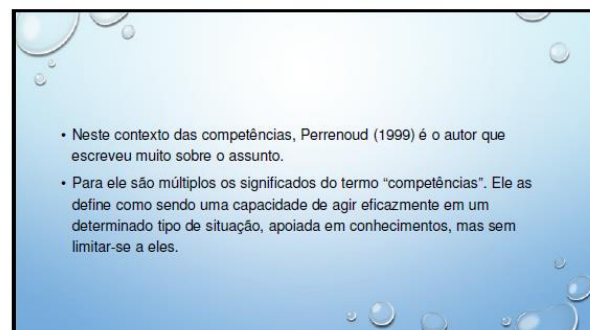 • Neste contexto das competências, Perrenoud (1999) é o autor que
escreveu muito sobre o assunto.
• Para ele são múltiplos os significados do termo “competências”. Ele as
define como sendo uma capacidade de agir eficazmente em um
determinado tipo de situação, apoiada em conhecimentos, mas sem
limitar-se a eles.